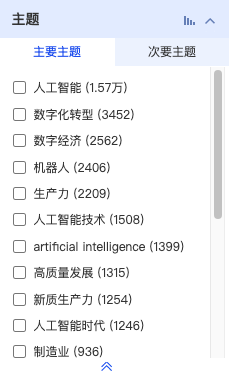 主题
主要主题 次要主题
人工智能 (1.57万)
数字化转型 (3452)
数字经济 (2562)
机器人 (2406)
生产力 (2209)
人工智能技术 (1508)
artificial intelligence (1399)
高质量发展 (1315)
新质生产力 (1254)
人工智能时代 (1246)
制造业 (936)